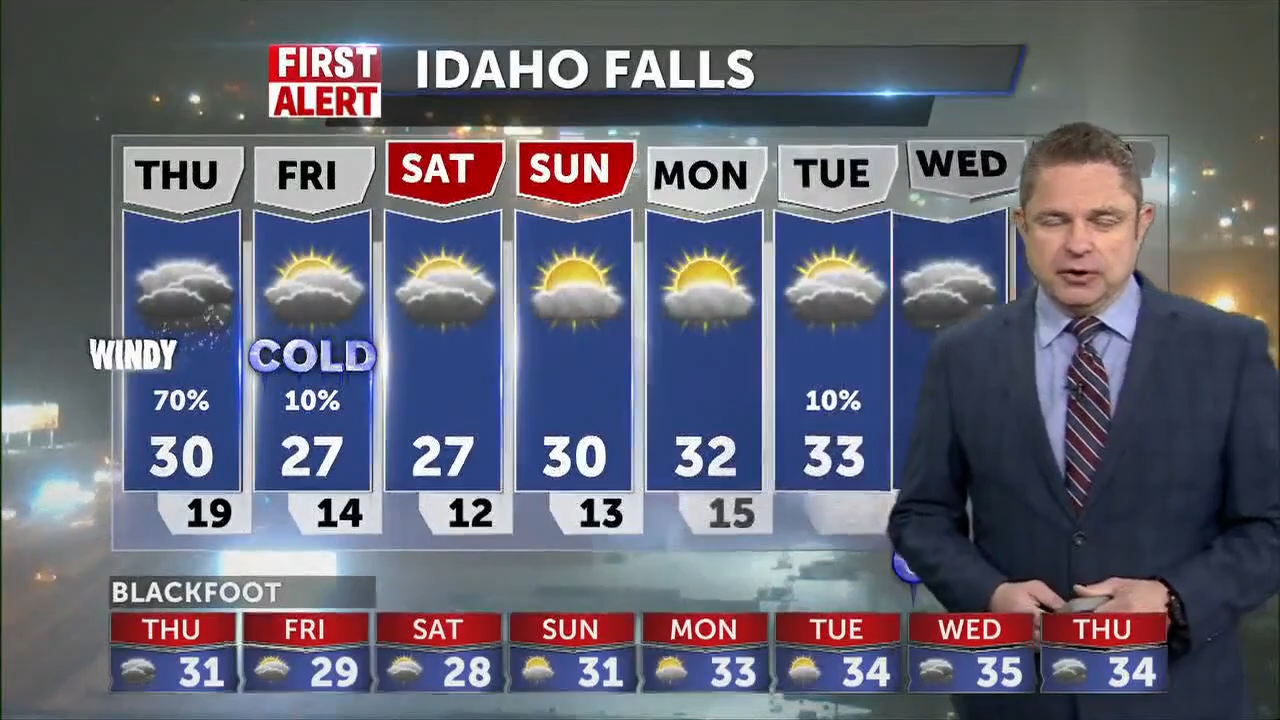 FIRST ALERT
IDAHO FALLS
THU FRI SAT SUN MON TUE WED
WINDY COLD
70% 10% 10%
30 27 27 30 32 33
19 14 12 13 15
BLACKFOOT
THU FRI SAT SUN MON TUE WED THU
31 29 28 31 33 34 35 34